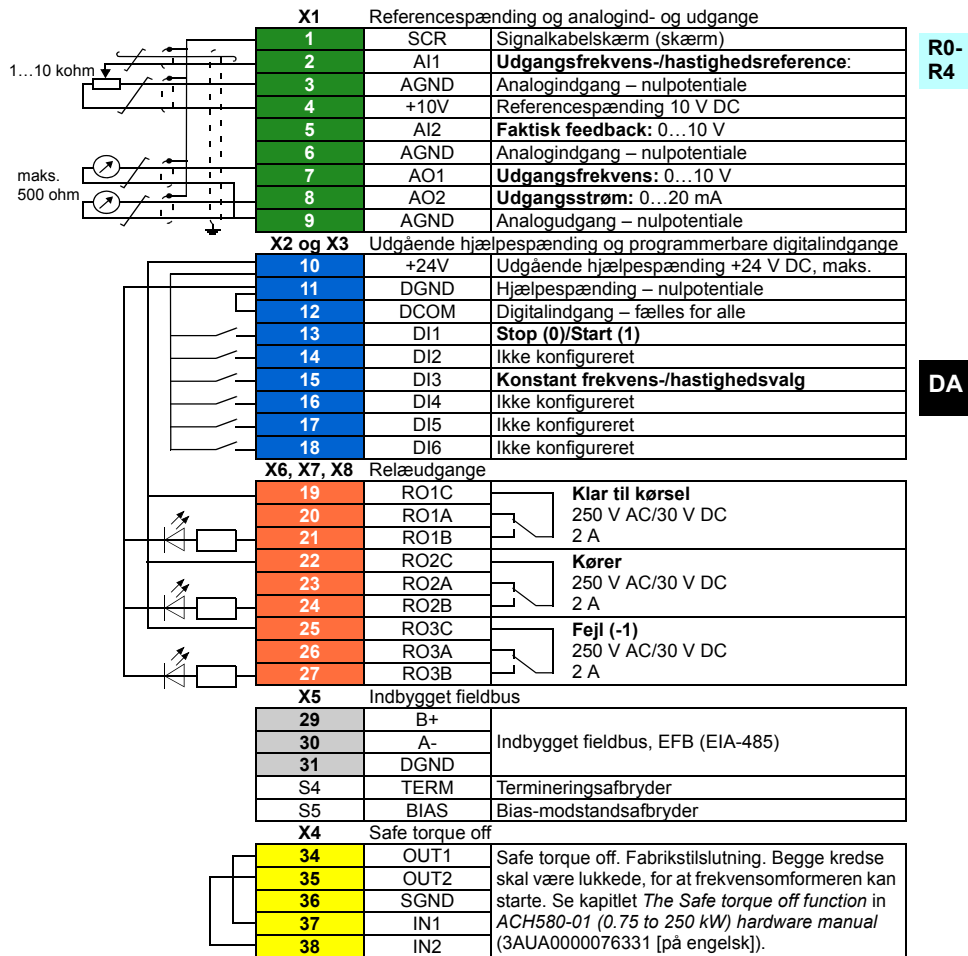 X1 Referencespænding og analogind- og udgange
1 SCR Signalkabelskærm (skærm)
R0-
R4
1…10 kohm
2 AI1 Udgangsfrekvens-/hastighedsreference:
3 AGND Analogindgang – nulpotentiale
4 +10V Referencespænding 10 V DC
5 AI2 Faktisk feedback: 0…10 V
6 AGND Analogindgang – nulpotentiale
maks.
500 ohm
7 AO1 Udgangsfrekvens: 0…10 V
8 AO2 Udgangsstrøm: 0…20 mA
9 AGND Analogudgang – nulpotentiale
X2 og X3 Udgående hjælpespænding og programmerbare digitalindgange
10 +24V Udgående hjælpespænding +24 V DC, maks.
11 DGND Hjælpespænding – nulpotentiale
12 DCOM Digitalindgang – fælles for alle
13 DI1 Stop (0)/Start (1)
14 DI2 Ikke konfigureret
15 DI3 Konstant frekvens-/hastighedsvalg
DA
16 DI4 Ikke konfigureret
17 DI5 Ikke konfigureret
18 DI6 Ikke konfigureret
X6, X7, X8 Relæudgange
19 RO1C Klar til kørsel
20 RO1A 250 V AC/30 V DC
21 RO1B 2 A
22 RO2C Kører
23 RO2A 250 V AC/30 V DC
24 RO2B 2 A
25 RO3C Fejl (-1)
26 RO3A 250 V AC/30 V DC
27 RO3B 2 A
X5 Indbygget fieldbus
29 B+
30 A- Indbygget fieldbus, EFB (EIA-485)
31 DGND
S4 TERM Termineringsafbryder
S5 BIAS Bias-modstandsafbryder
X4 Safe torque off
34 OUT1 Safe torque off. Fabrikstilslutning. Begge kredse
35 OUT2 skal være lukkede, for at frekvensomformeren kan
36 SGND starte. Se kapitlet The Safe torque off function in
37 IN1 ACH580-01 (0.75 to 250 kW) hardware manual
38 IN2 (3AUA0000076331 [på engelsk]).